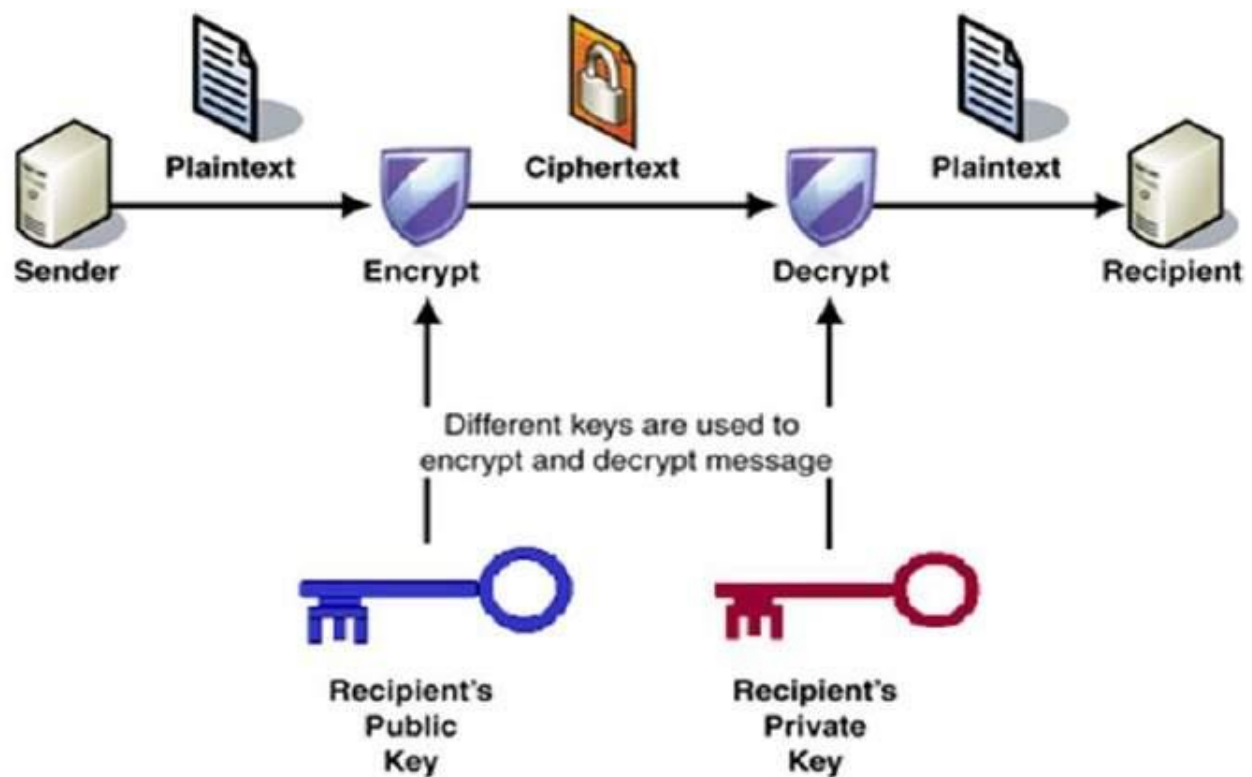 Plaintext
Ciphertext
Plaintext
Sender
Encrypt
Decrypt
Recipient
Different keys are used to
encrypt and decrypt message
Recipient's
Public
Key
Recipient's
Private
Key